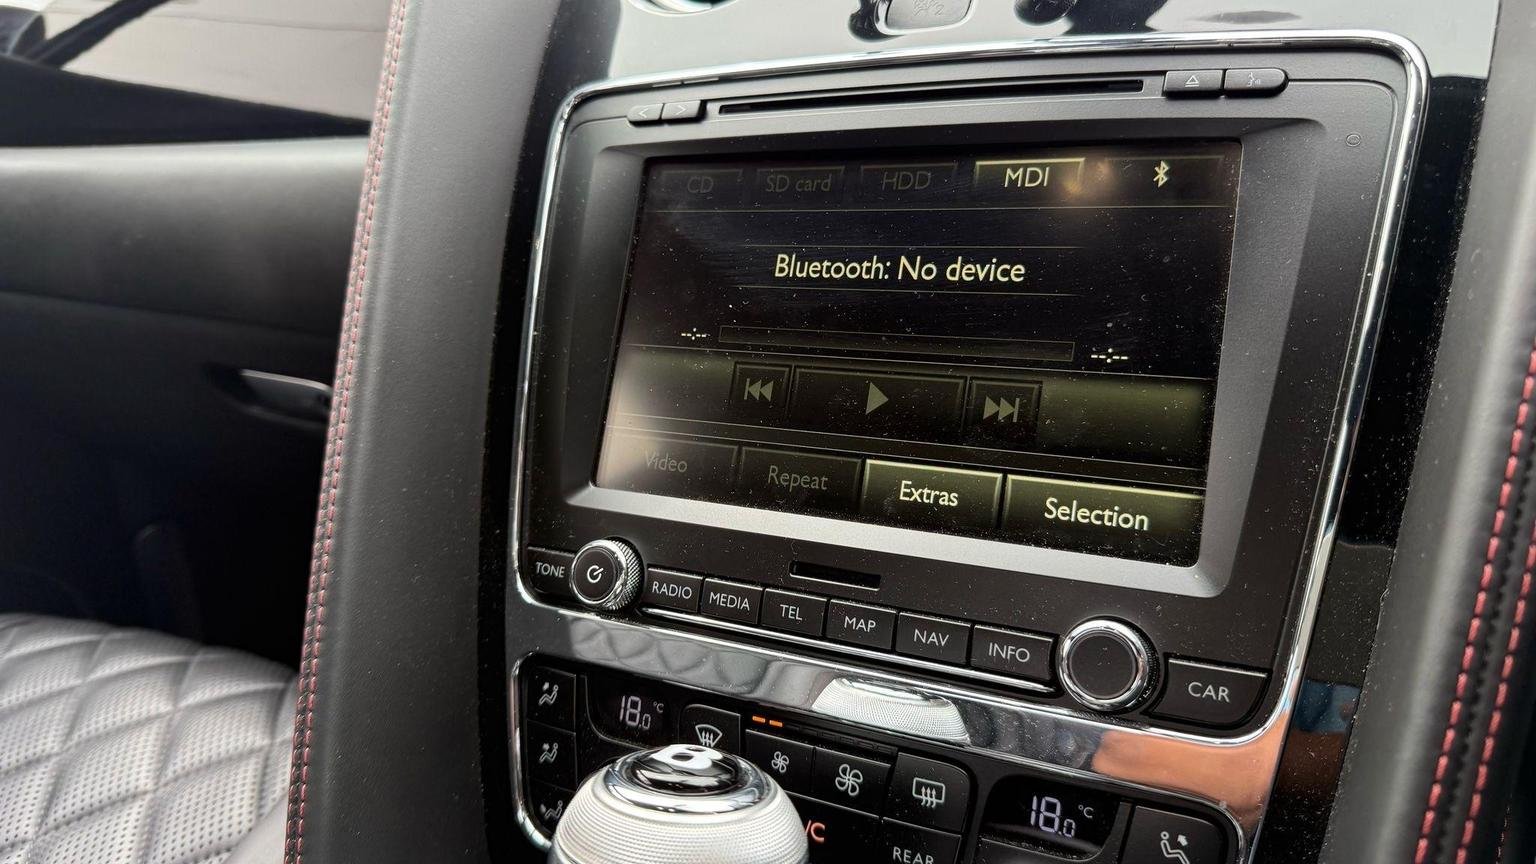 CD SD card HDD MDI
Bluetooth: No device
--:-- --:--
Video Repeat Extras Selection
TONE RADIO MEDIA TEL MAP NAV INFO CAR
18.0 °C
18.0 °C
REAR